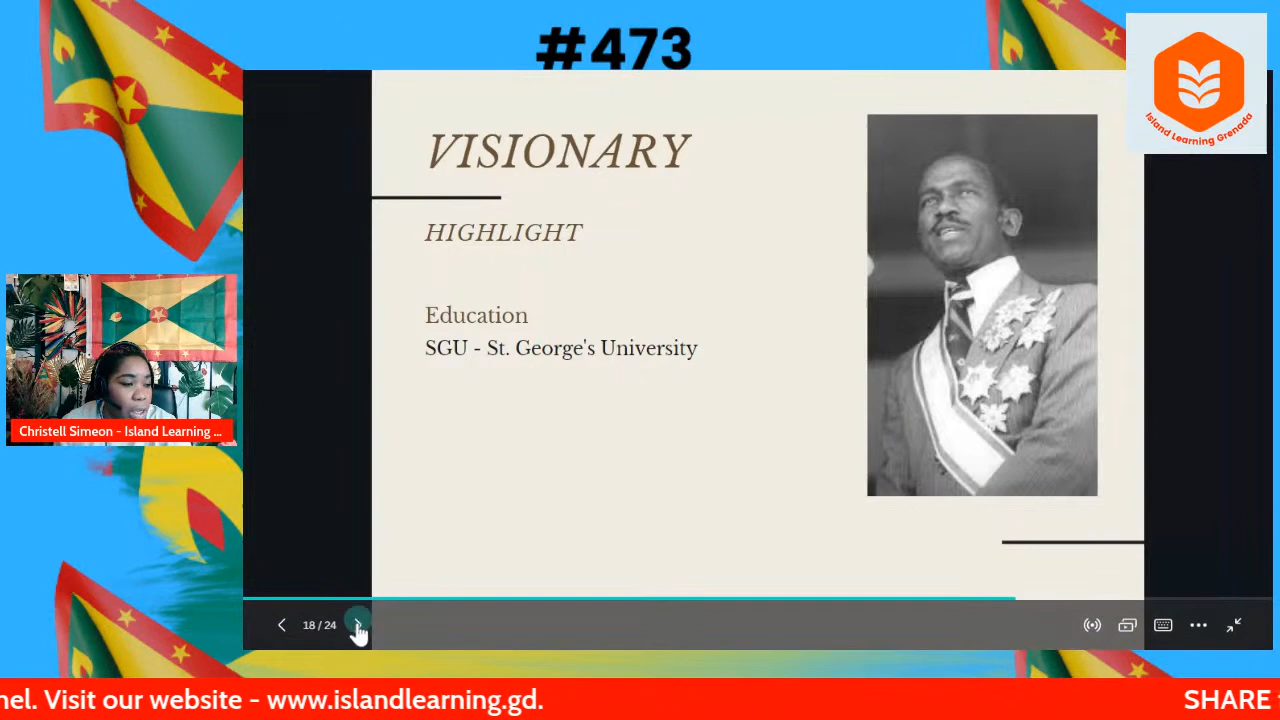 #473
Island Learning Grenada
VISIONARY
HIGHLIGHT
Education
SGU - St. George's University
Christell Simeon - Island Learning ...
18 / 24
nel. Visit our website - www.islandlearning.gd.
SHARE